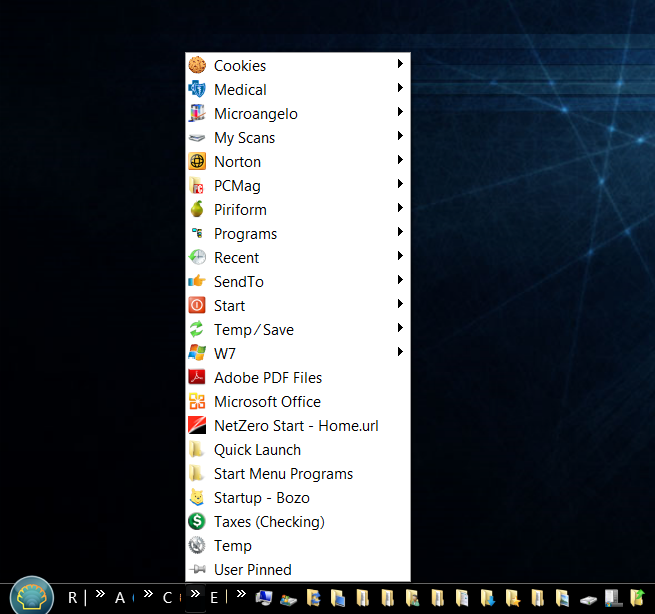 Cookies
Medical
Microangelo
My Scans
Norton
PCMag
Piriform
Programs
Recent
SendTo
Start
Temp / Save
W7
Adobe PDF Files
Microsoft Office
NetZero Start - Home.url
Quick Launch
Start Menu Programs
Startup - Bozo
Taxes (Checking)
Temp
User Pinned
R | » A » C » E | »